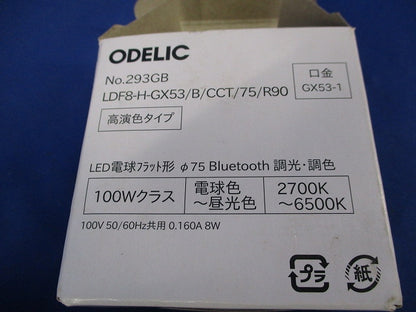 ODELIC
No.293GB
LDF8-H-GX53/B/CCT/75/R90
口金
GX53-1
高演色タイプ
LED電球フラット形 φ75 Bluetooth 調光・調色
100Wクラス
電球色
～昼光色
2700K
～6500K
100V 50/60Hz共用 0.160A 8W
プラ
紙